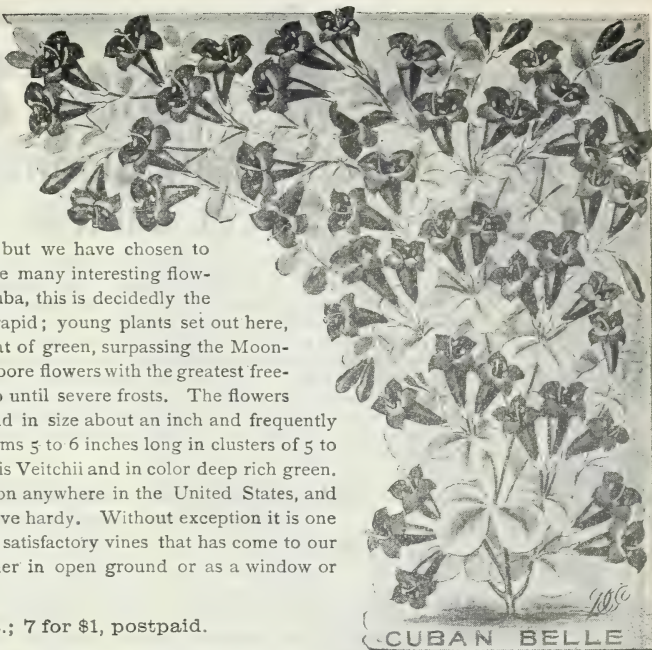 but we have chosen to
e many interesting flow-
uba, this is decidedly the
rapid; young plants set out here,
at of green, surpassing the Moon-
bore flowers with the greatest free-
o until severe frosts. The flowers
d in size about an inch and frequently
ms 5 to 6 inches long in clusters of 5 to
is Veitchii and in color deep rich green.
on anywhere in the United States, and
ve hardy. Without exception it is one
satisfactory vines that has come to our
er in open ground or as a window or
.; 7 for $1, postpaid.
CUBAN BELLE